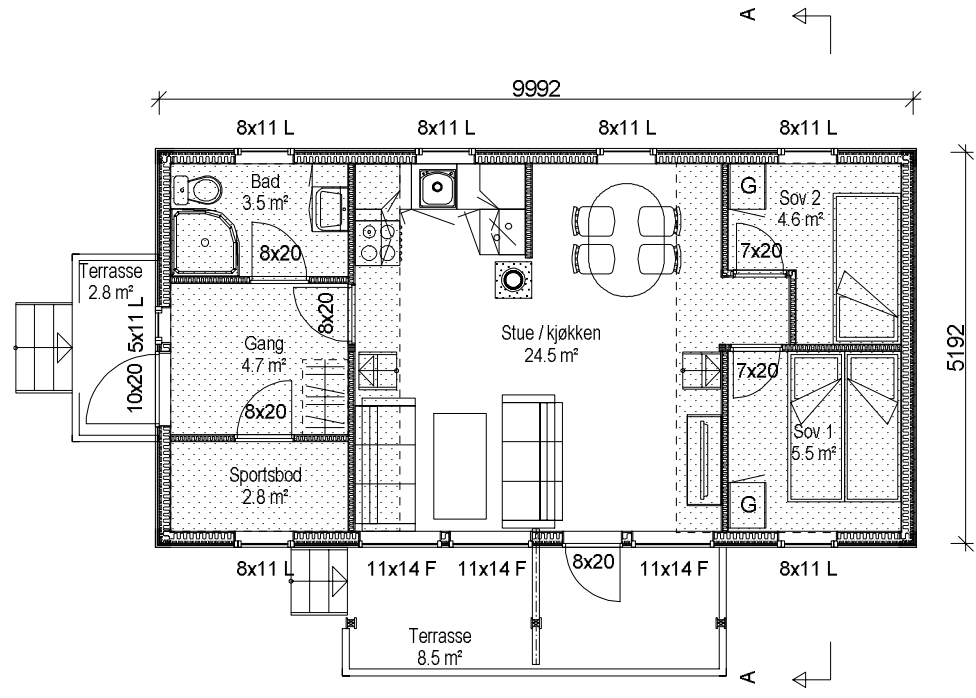 A
9992
8x11 L
8x11 L
8x11 L
8x11 L
Bad
3.5 m²
G
Sov 2
4.6 m²
8x20
7x20
Terrasse
2.8 m²
5x11 L
8x20
Gang
4.7 m²
Stue / kjøkken
24.5 m²
5192
10x20
8x20
7x20
Sov 1
5.5 m²
Sportsbod
2.8 m²
G
8x11 L
11x14 F
11x14 F
8x20
11x14 F
8x11 L
Terrasse
8.5 m²
A